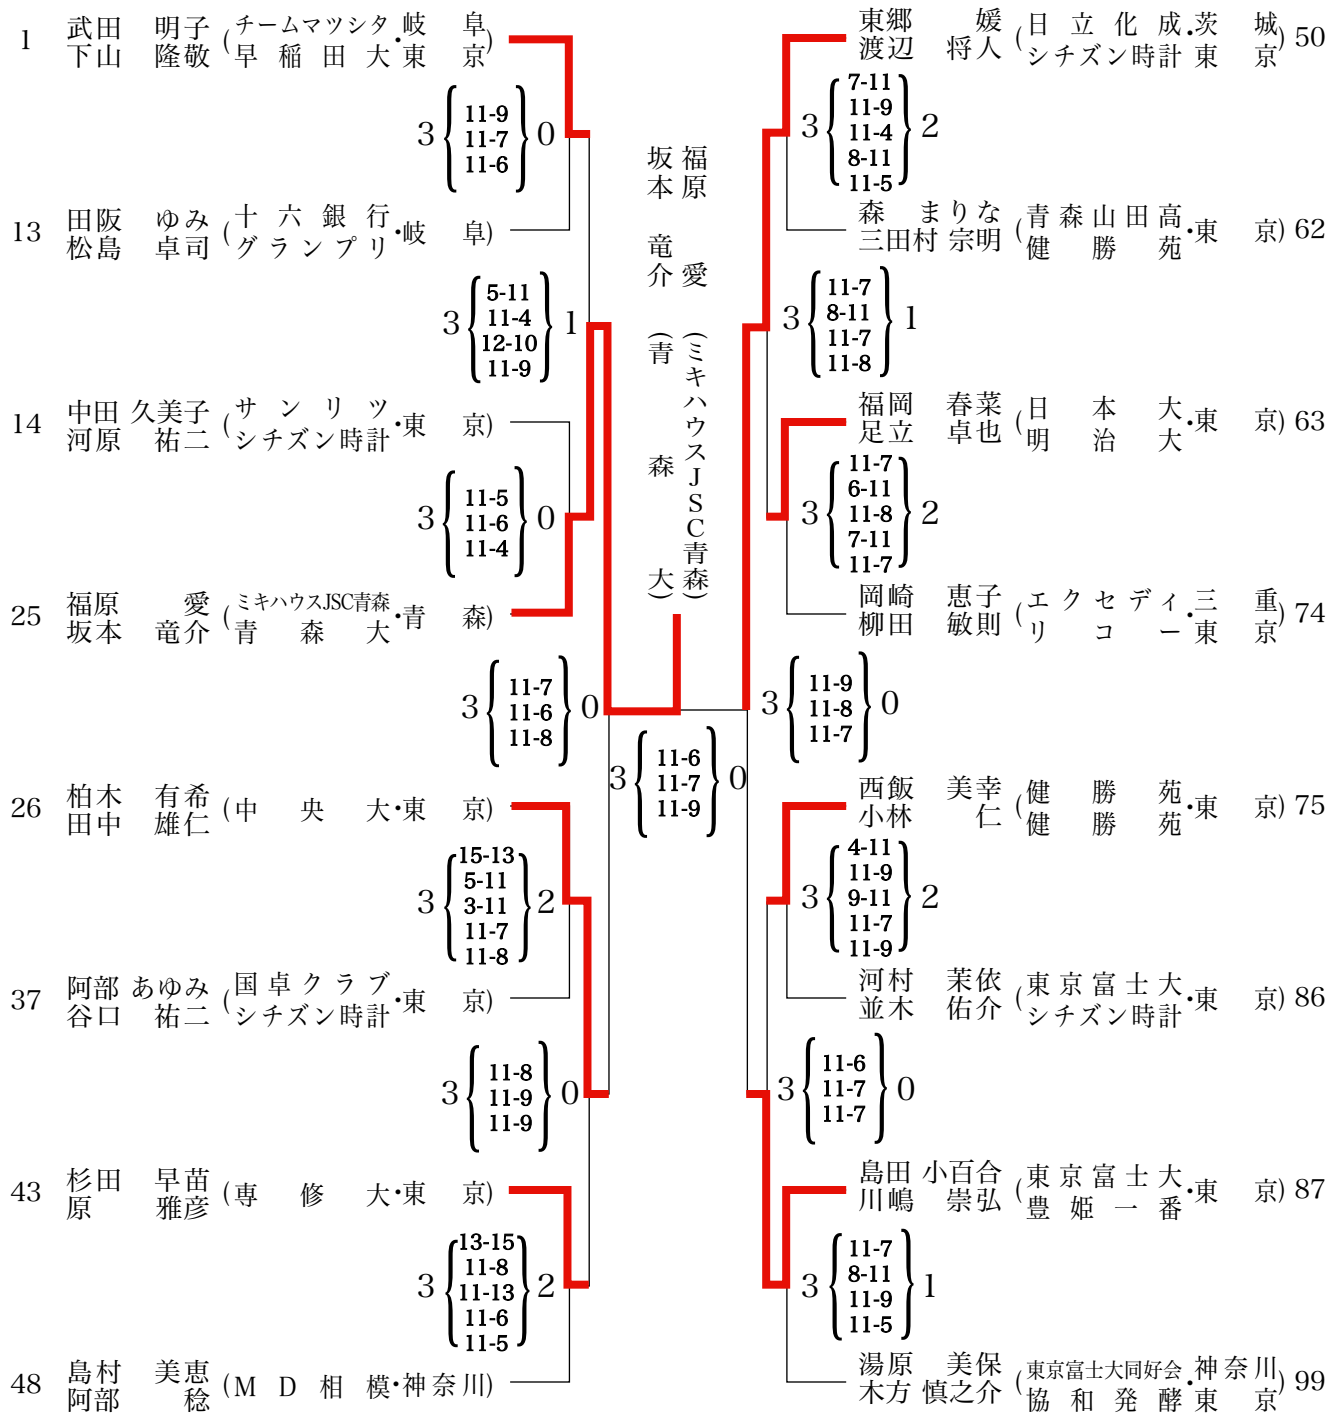 1 武田 明子 (チームマツシタ・岐阜)
下山 隆敬 (早稲田大・東京)
3 11-9 0
11-7
11-6
13 田阪 ゆみ (十六銀行・岐阜)
松島 卓司 (グランプリ・岐阜)
3 5-11 1
11-4
12-10
11-9
14 中田 久美子 (サンリツ・東京)
河原 祐二 (シチズン時計・東京)
3 11-5 0
11-6
11-4
25 福原 愛 (ミキハウスJSC青森・青森)
坂本 竜介 (青森大・青森)
3 11-7 0
11-6
11-8
26 柏木 有希 (中央大・東京)
田中 雄仁
3 15-13 2
5-11
3-11
11-7
11-8
37 阿部 あゆみ (国卓クラブ・東京)
谷口 祐二 (シチズン時計・東京)
3 11-8 0
11-9
11-9
43 杉田 早苗 (専修大・東京)
原 雅彦
3 13-15 2
11-8
11-13
11-6
11-5
48 島村 美恵 (MD相模・神奈川)
阿部 稔
福原 愛 (ミキハウスJSC青森)
坂本 竜介 (青森大)
3 11-6 0
11-7
11-9
東郷 媛 (日立化成・茨城) 50
渡辺 将人 (シチズン時計・東京)
3 7-11 2
11-9
11-4
8-11
11-5
森 まりな (青森山田高・東京) 62
三田村 宗明 (健勝苑・東京)
3 11-7 1
8-11
11-7
11-8
福岡 春菜 (日本大・東京) 63
足立 卓也 (明治大・東京)
3 11-7 2
6-11
11-8
7-11
11-7
岡崎 恵子 (エクセディ・三重) 74
柳田 敏則 (リコー・東京)
3 11-9 0
11-8
11-7
西飯 美幸 (健勝苑・東京) 75
小林 仁 (健勝苑・東京)
3 4-11 2
11-9
9-11
11-7
11-9
河村 茉依 (東京富士大・東京) 86
並木 佑介 (シチズン時計・東京)
3 11-6 0
11-7
11-7
島田 小百合 (東京富士大・東京) 87
川嶋 崇弘 (豊姫一番・東京)
3 11-7 1
8-11
11-9
11-5
湯原 美保 (東京富士大同好会・神奈川) 99
木方 慎之介 (協和発酵・東京)